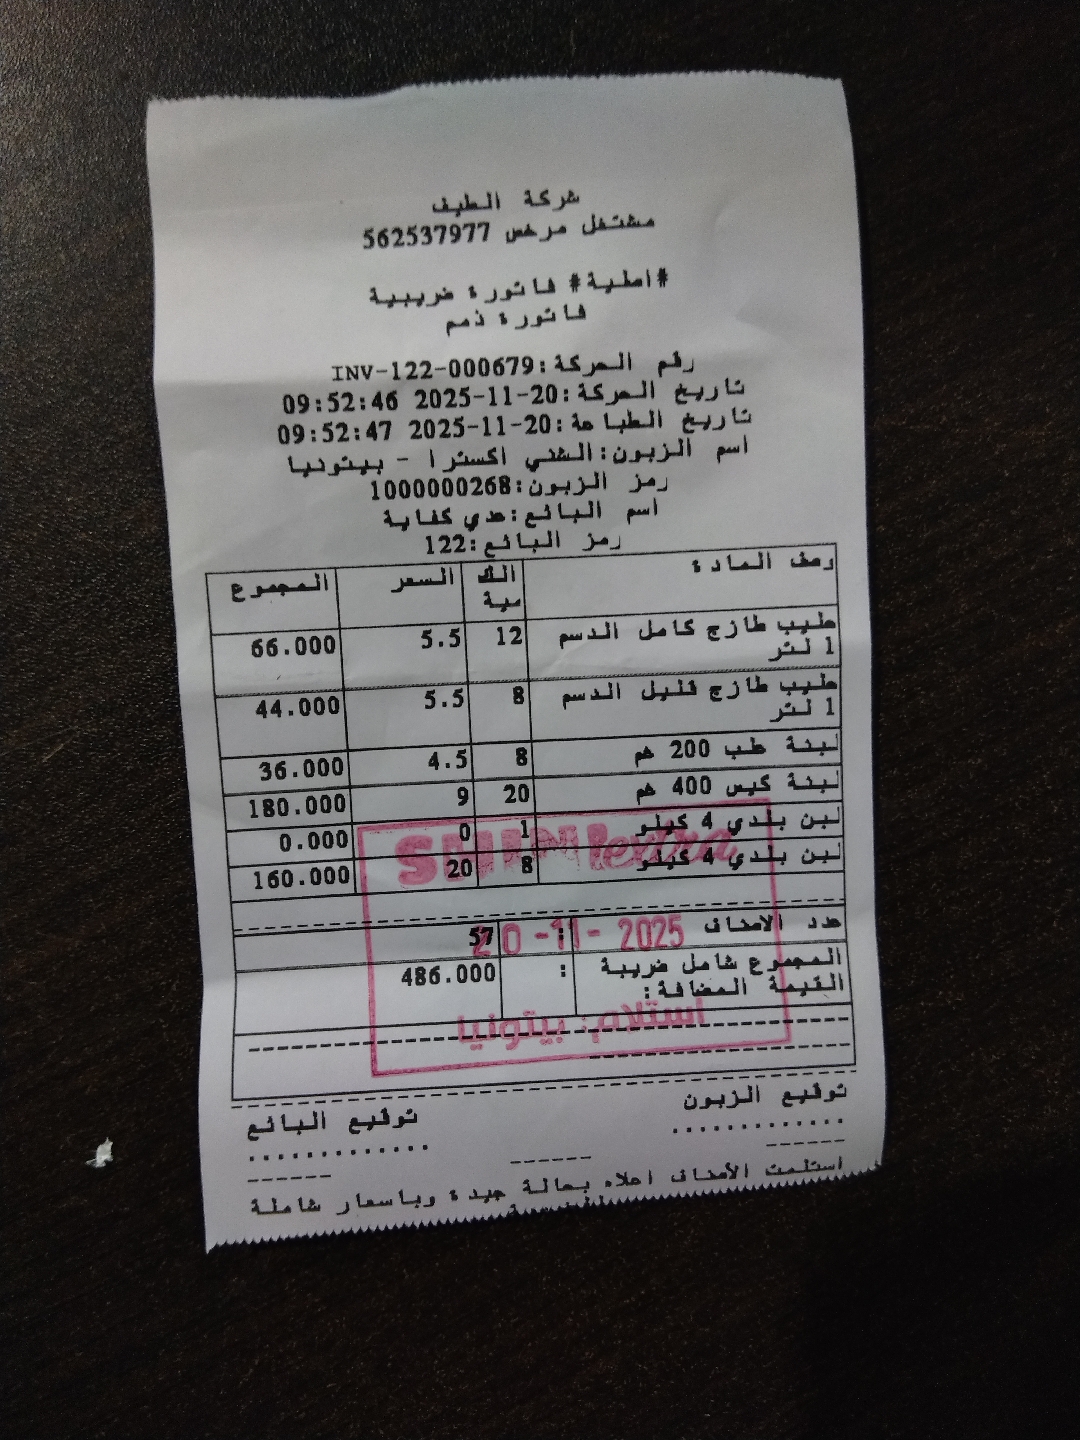 شركة الطيف
مشتغل مرخص 562537977
#اصلية# فاتورة ضريبية
فاتورة ذمم
رقم الحركة:INV-122-000679
تاريخ الحركة:20-11-2025 09:52:46
تاريخ الطباعة:20-11-2025 09:52:47
اسم الزبون:الشني اكسترا - بيتونيا
رمز الزبون:1000000268
اسم البائع:عدي كفاية
رمز البائع:122
وصف المادة الكمية السعر المجموع
حليب طازج كامل الدسم 12 5.5 66.000
1 لتر
حليب طازج قليل الدسم 8 5.5 44.000
1 لتر
لبنة علب 200 غم 8 4.5 36.000
لبنة كيس 400 غم 20 9 180.000
لبن بلدي 4 كيلو 1 0 0.000
لبن بلدي 4 كيلو 8 20 160.000
extra
عدد الاصناف : 57
20 -11- 2025
المجموع شامل ضريبة : 486.000
القيمة المضافة:
استلام: بيتونيا
توقيع الزبون توقيع البائع
............. .............
استلمت الأصناف اعلاه بحالة جيدة وباسعار شاملة